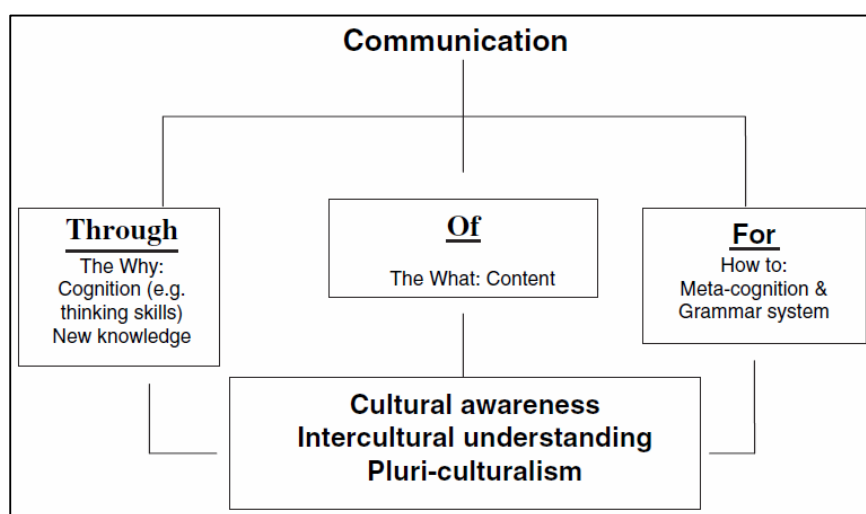 Communication
Through
The Why:
Cognition (e.g.
thinking skills)
New knowledge
Of
The What: Content
For
How to:
Meta-cognition &
Grammar system
Cultural awareness
Intercultural understanding
Pluri-culturalism